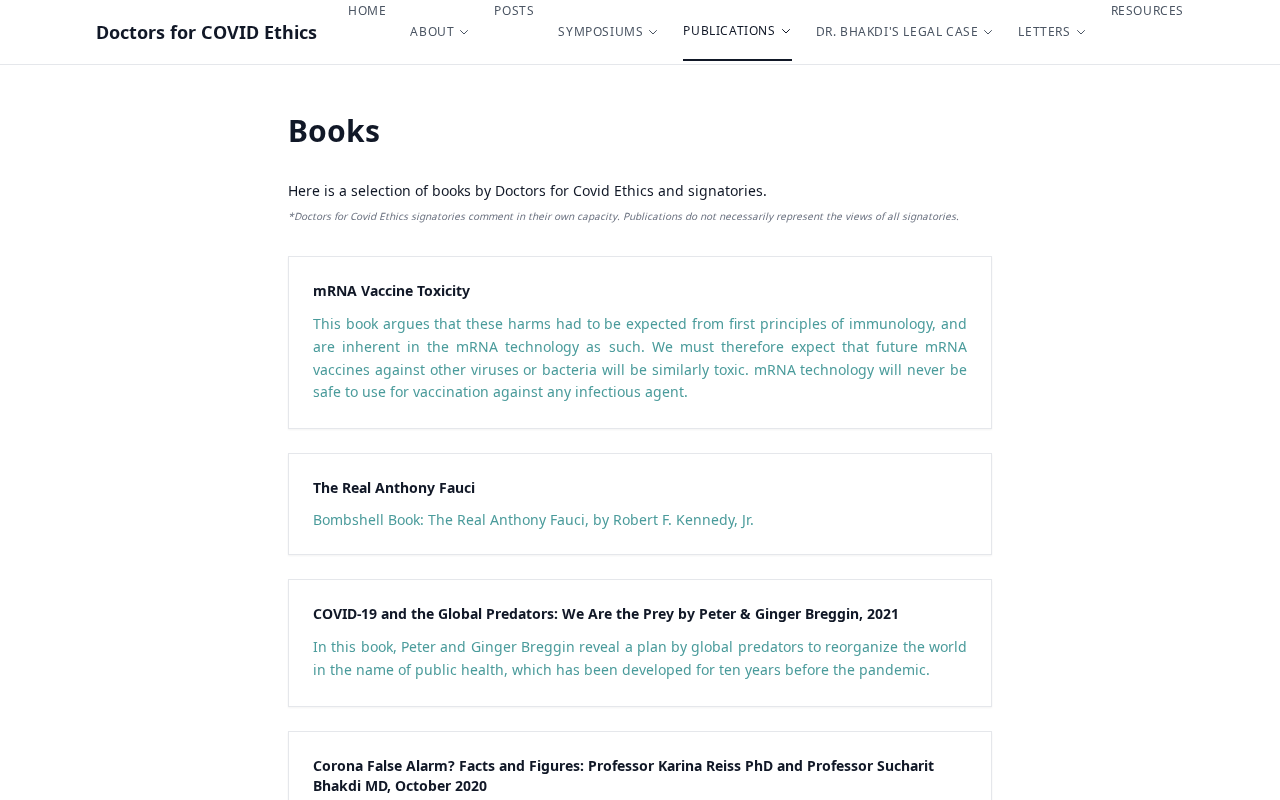 Doctors for COVID Ethics
HOME
ABOUT
POSTS
SYMPOSIUMS
PUBLICATIONS
DR. BHAKDI'S LEGAL CASE
LETTERS
RESOURCES
Books
Here is a selection of books by Doctors for Covid Ethics and signatories.
*Doctors for Covid Ethics signatories comment in their own capacity. Publications do not necessarily represent the views of all signatories.
mRNA Vaccine Toxicity
This book argues that these harms had to be expected from first principles of immunology, and
are inherent in the mRNA technology as such. We must therefore expect that future mRNA
vaccines against other viruses or bacteria will be similarly toxic. mRNA technology will never be
safe to use for vaccination against any infectious agent.
The Real Anthony Fauci
Bombshell Book: The Real Anthony Fauci, by Robert F. Kennedy, Jr.
COVID-19 and the Global Predators: We Are the Prey by Peter & Ginger Breggin, 2021
In this book, Peter and Ginger Breggin reveal a plan by global predators to reorganize the world
in the name of public health, which has been developed for ten years before the pandemic.
Corona False Alarm? Facts and Figures: Professor Karina Reiss PhD and Professor Sucharit
Bhakdi MD, October 2020